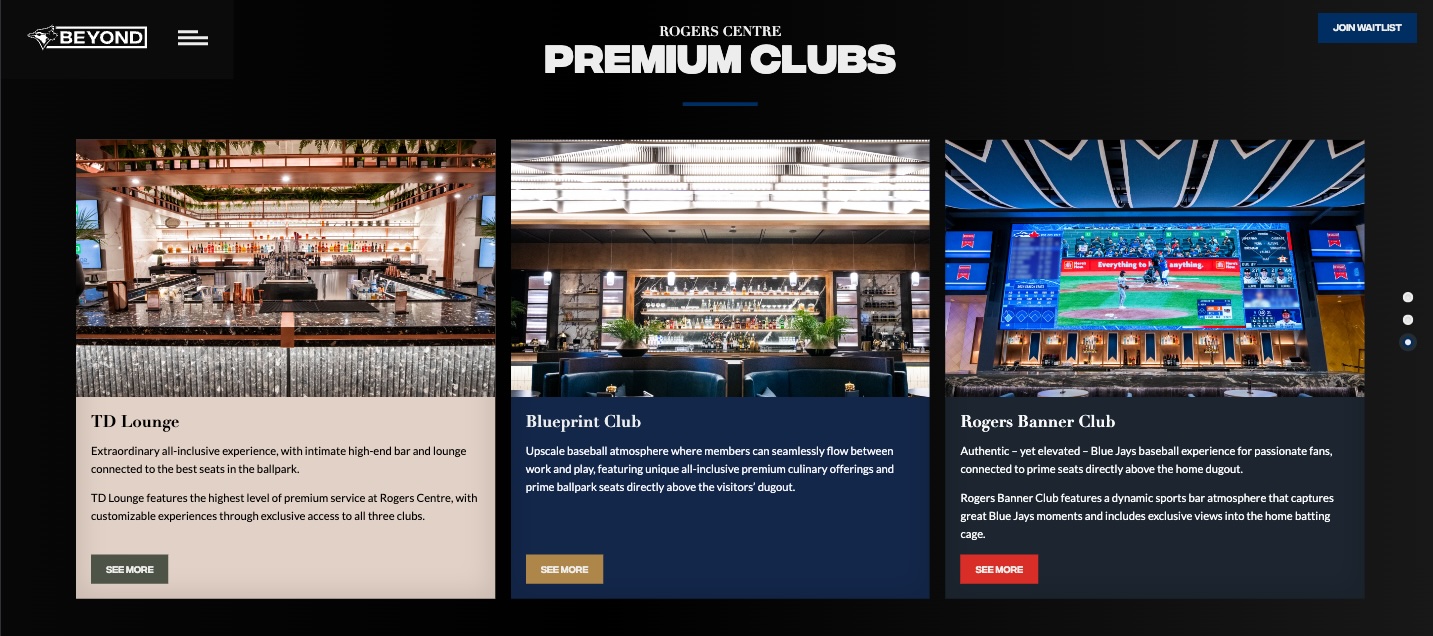 BEYOND
JOIN WAITLIST
ROGERS CENTRE
PREMIUM CLUBS
Everything to anything.
TD Lounge
Extraordinary all-inclusive experience, with intimate high-end bar and lounge
connected to the best seats in the ballpark.
TD Lounge features the highest level of premium service at Rogers Centre, with
customizable experiences through exclusive access to all three clubs.
SEE MORE
Blueprint Club
Upscale baseball atmosphere where members can seamlessly flow between
work and play, featuring unique all-inclusive premium culinary offerings and
prime ballpark seats directly above the visitors’ dugout.
SEE MORE
Rogers Banner Club
Authentic – yet elevated – Blue Jays baseball experience for passionate fans,
connected to prime seats directly above the home dugout.
Rogers Banner Club features a dynamic sports bar atmosphere that captures
great Blue Jays moments and includes exclusive views into the home batting
cage.
SEE MORE